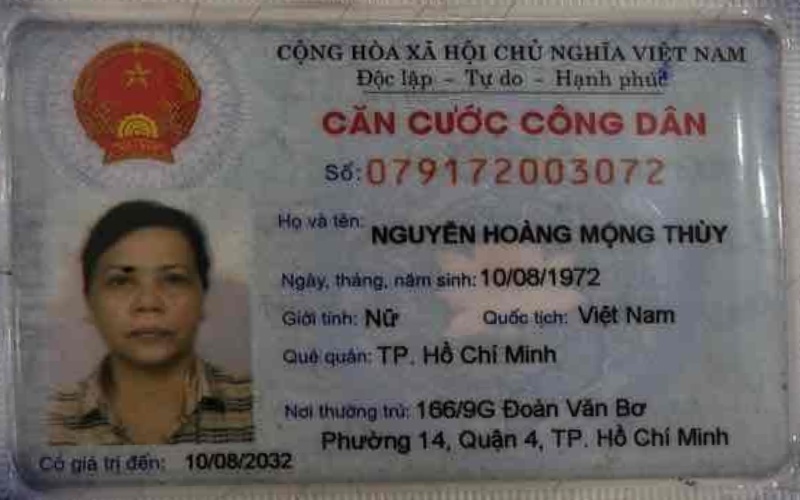 CỘNG HÒA XÃ HỘI CHỦ NGHĨA VIỆT NAM
Độc lập - Tự do - Hạnh phúc
CĂN CƯỚC CÔNG DÂN
Số: 079172003072
Họ và tên: NGUYỄN HOÀNG MỘNG THÙY
Ngày, tháng, năm sinh: 10/08/1972
Giới tính: Nữ Quốc tịch: Việt Nam
Quê quán: TP. Hồ Chí Minh
Nơi thường trú: 166/9G Đoàn Văn Bơ
Phường 14, Quận 4, TP. Hồ Chí Minh
Có giá trị đến: 10/08/2032